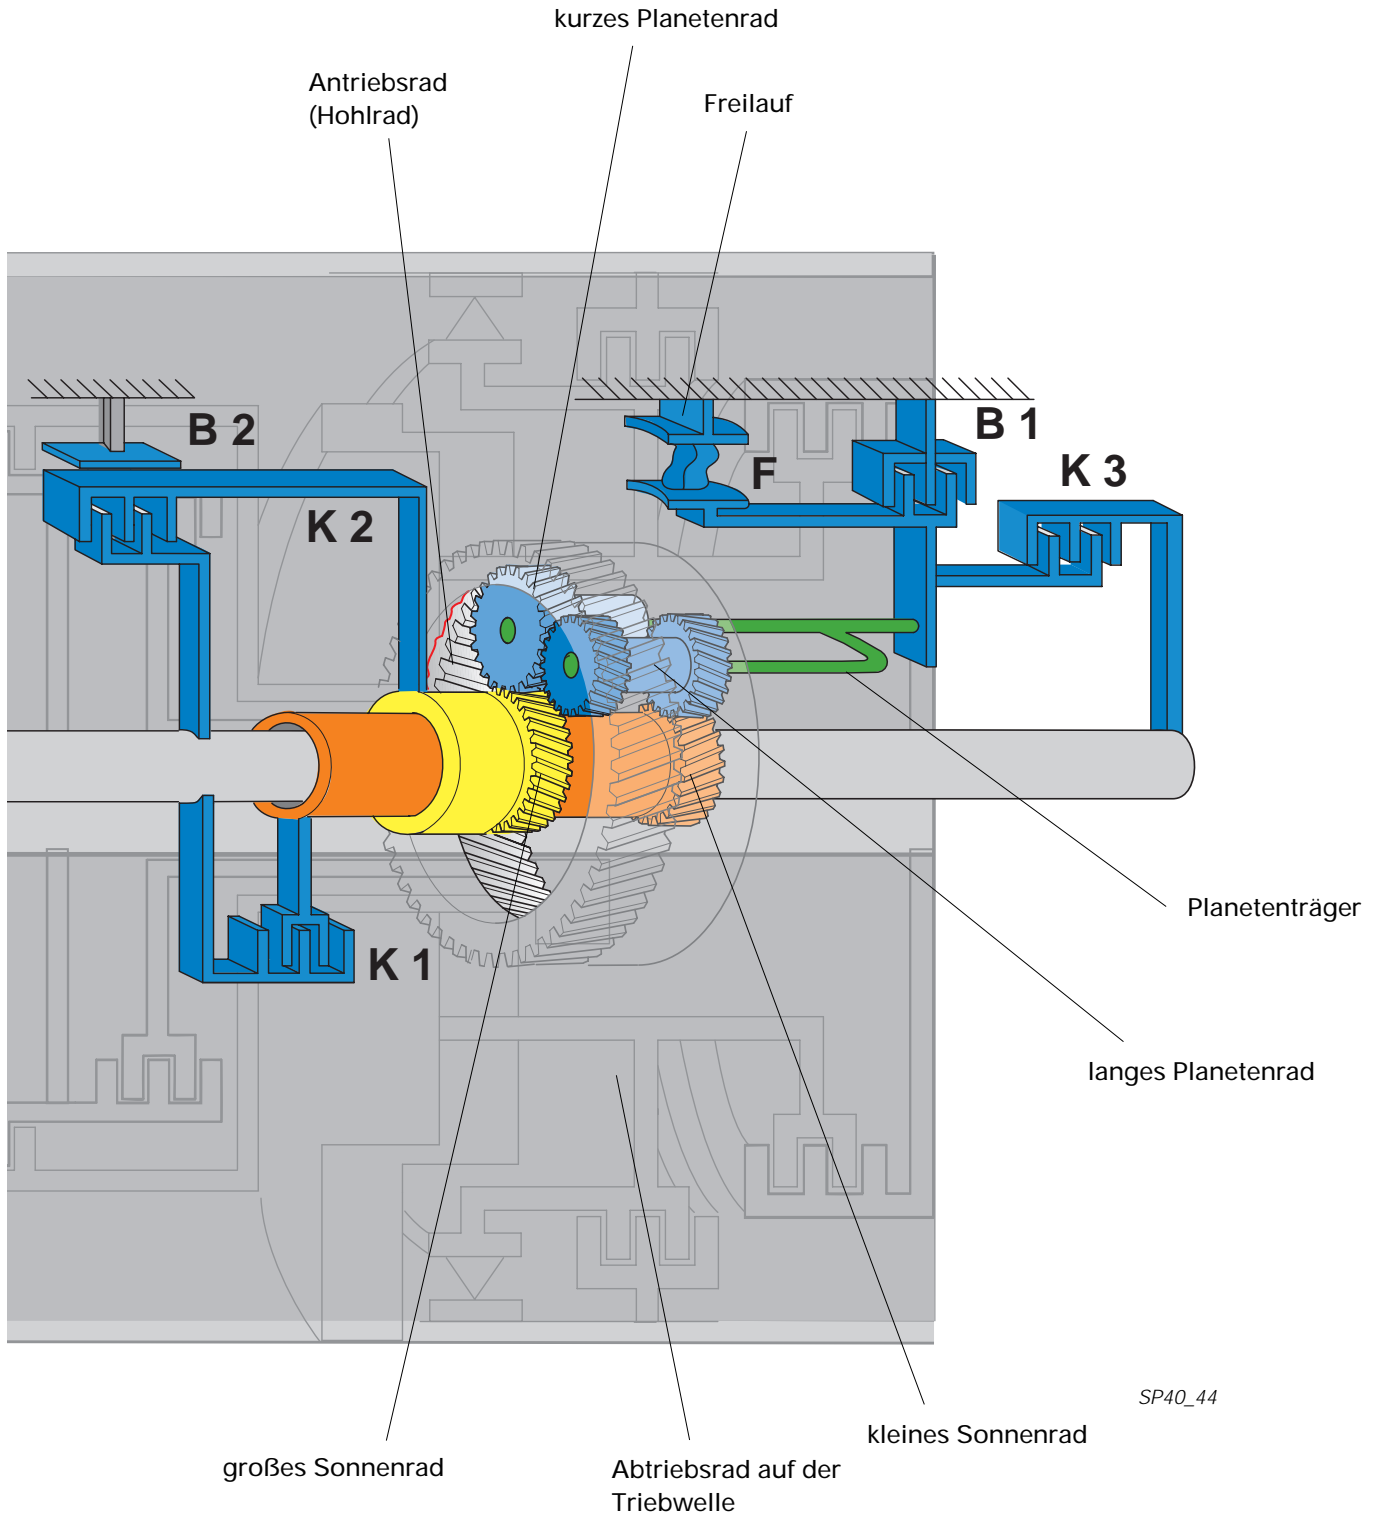 kurzes Planetenrad
Antriebsrad
(Hohlrad)
Freilauf
B 2
B 1
F
K 3
K 2
Planetenträger
K 1
langes Planetenrad
SP40_44
kleines Sonnenrad
großes Sonnenrad
Abtriebsrad auf der
Triebwelle